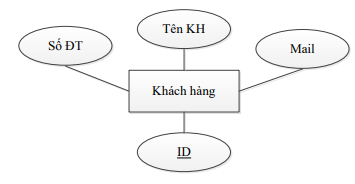 Tên KH
Số ĐT
Mail
Khách hàng
ID